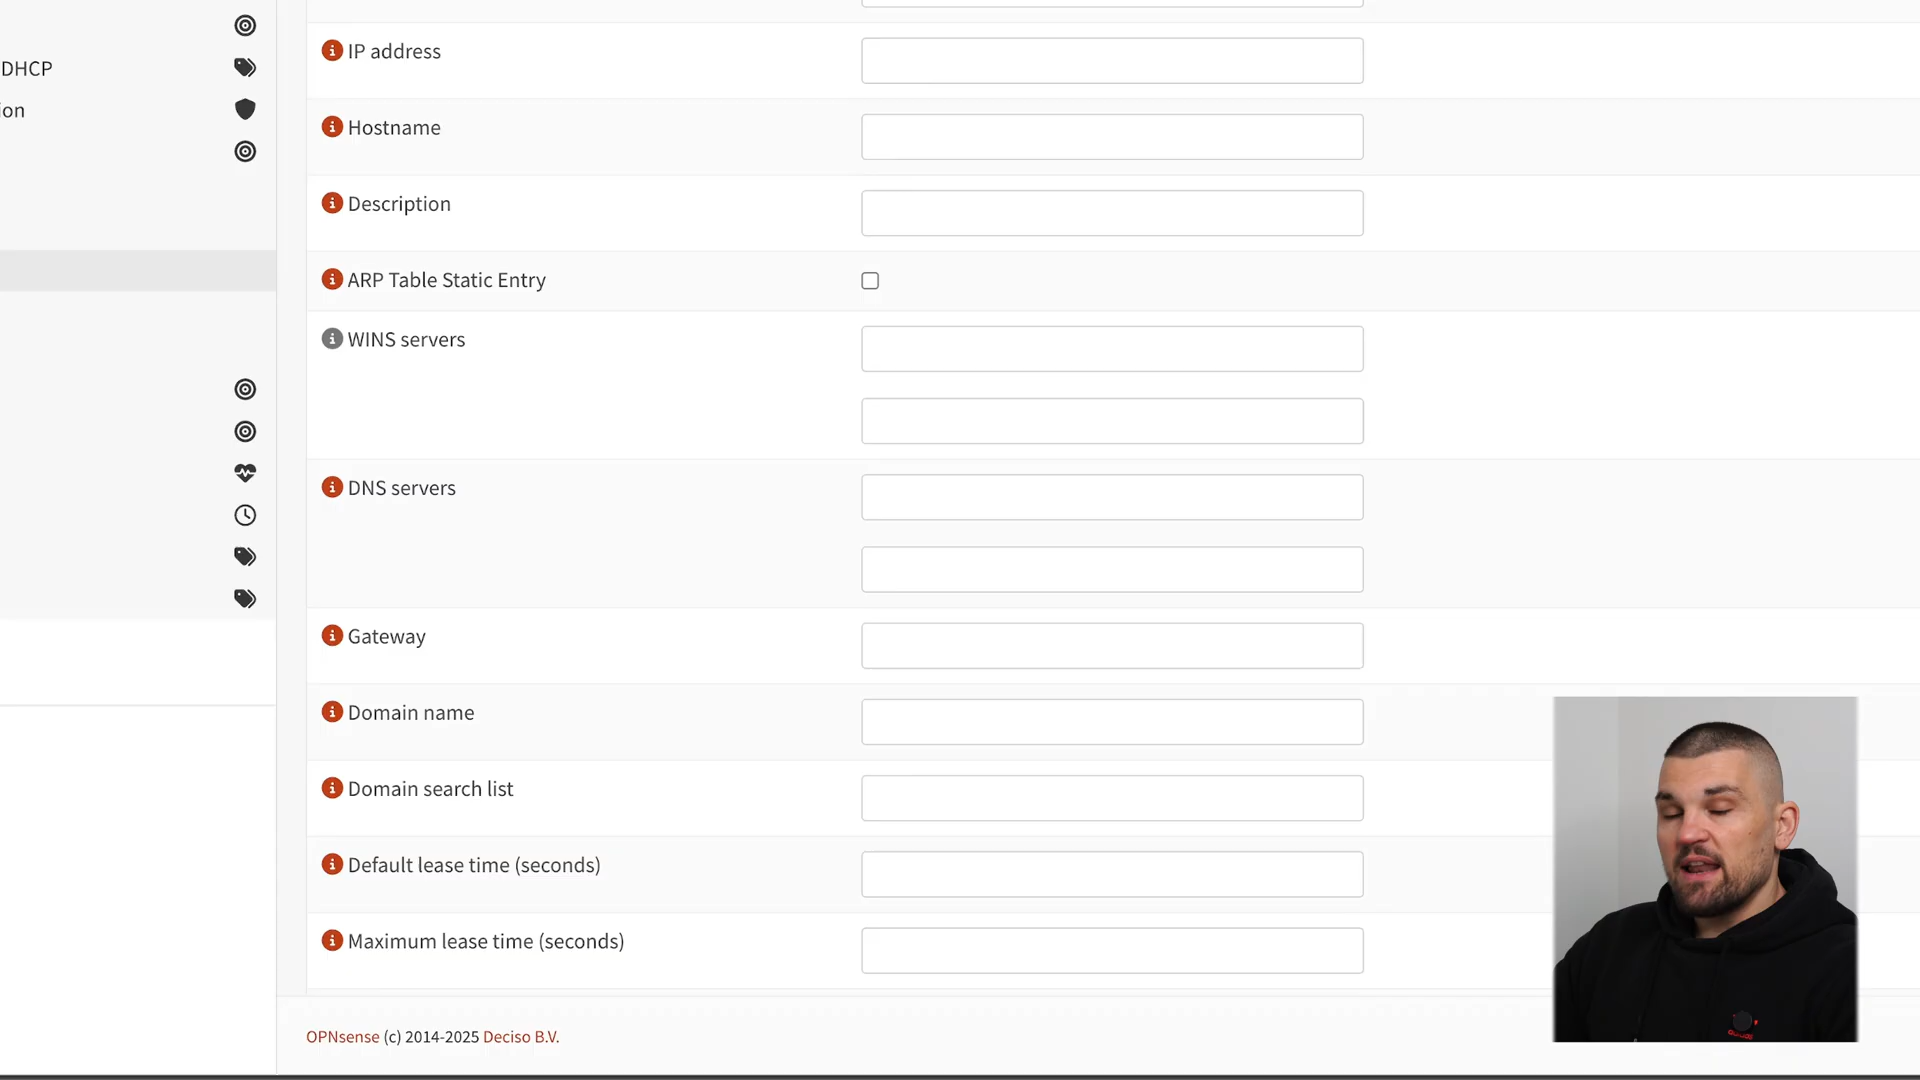 DHCP
ion
IP address
Hostname
Description
ARP Table Static Entry
WINS servers
DNS servers
Gateway
Domain name
Domain search list
Default lease time (seconds)
Maximum lease time (seconds)
OPNsense (c) 2014-2025 Deciso B.V.